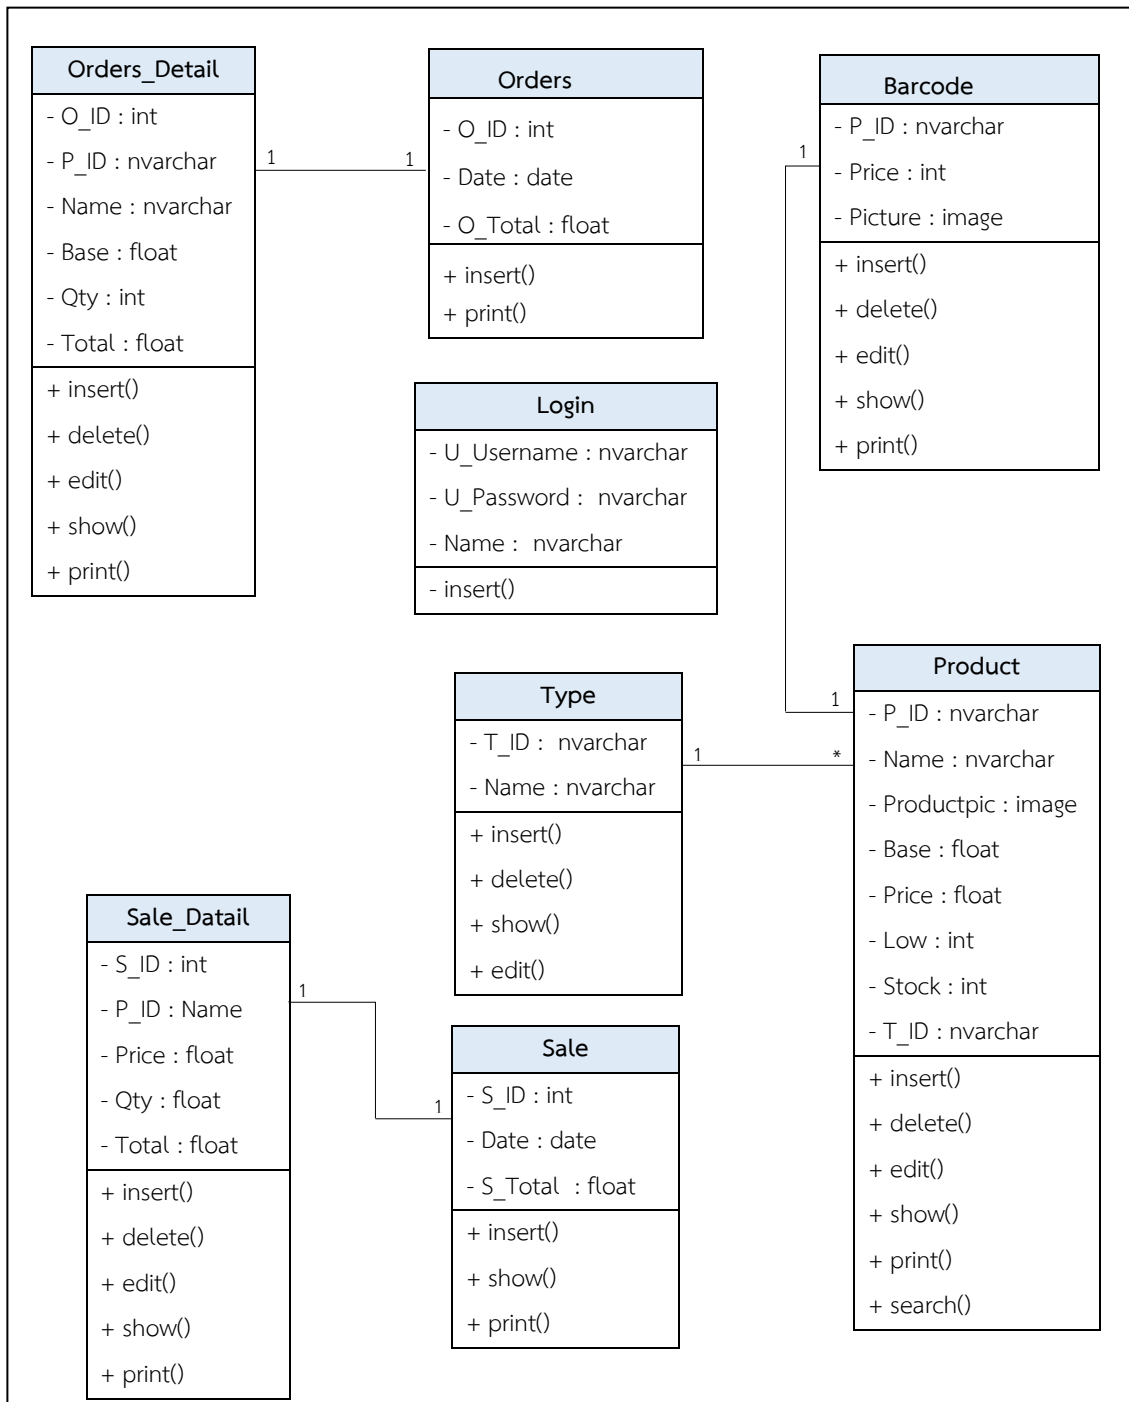 Orders_Detail
- O_ID : int
- P_ID : nvarchar
- Name : nvarchar
- Base : float
- Qty : int
- Total : float
+ insert()
+ delete()
+ edit()
+ show()
+ print()
1
1
Orders
- O_ID : int
- Date : date
- O_Total : float
+ insert()
+ print()
Barcode
- P_ID : nvarchar
- Price : int
- Picture : image
+ insert()
+ delete()
+ edit()
+ show()
+ print()
1
1
Login
- U_Username : nvarchar
- U_Password :  nvarchar
- Name :  nvarchar
- insert()
Type
- T_ID :  nvarchar
- Name : nvarchar
+ insert()
+ delete()
+ show()
+ edit()
1
*
Product
- P_ID : nvarchar
- Name : nvarchar
- Productpic : image
- Base : float
- Price : float
- Low : int
- Stock : int
- T_ID : nvarchar
+ insert()
+ delete()
+ edit()
+ show()
+ print()
+ search()
Sale_Datail
- S_ID : int
- P_ID : Name
- Price : float
- Qty : float
- Total : float
+ insert()
+ delete()
+ edit()
+ show()
+ print()
1
1
Sale
- S_ID : int
- Date : date
- S_Total  : float
+ insert()
+ show()
+ print()